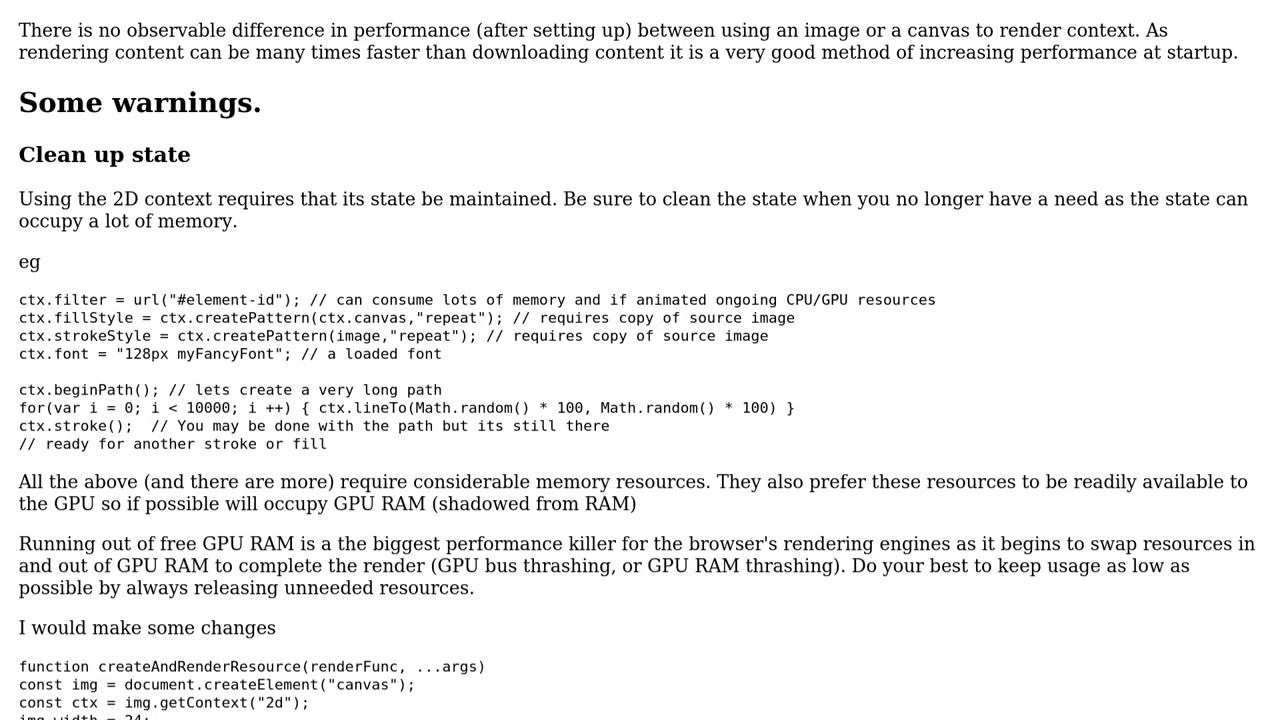 There is no observable difference in performance (after setting up) between using an image or a canvas to render context. As
rendering content can be many times faster than downloading content it is a very good method of increasing performance at startup.
Some warnings.
Clean up state
Using the 2D context requires that its state be maintained. Be sure to clean the state when you no longer have a need as the state can
occupy a lot of memory.
eg
ctx.filter = url("#element-id"); // can consume lots of memory and if animated ongoing CPU/GPU resources
ctx.fillStyle = ctx.createPattern(ctx.canvas,"repeat"); // requires copy of source image
ctx.strokeStyle = ctx.createPattern(image,"repeat"); // requires copy of source image
ctx.font = "128px myFancyFont"; // a loaded font
ctx.beginPath(); // lets create a very long path
for(var i = 0; i < 10000; i ++) { ctx.lineTo(Math.random() * 100, Math.random() * 100) }
ctx.stroke();  // You may be done with the path but its still there
// ready for another stroke or fill
All the above (and there are more) require considerable memory resources. They also prefer these resources to be readily available to
the GPU so if possible will occupy GPU RAM (shadowed from RAM)
Running out of free GPU RAM is a the biggest performance killer for the browser's rendering engines as it begins to swap resources in
and out of GPU RAM to complete the render (GPU bus thrashing, or GPU RAM thrashing). Do your best to keep usage as low as
possible by always releasing unneeded resources.
I would make some changes
function createAndRenderResource(renderFunc, ...args)
const img = document.createElement("canvas");
const ctx = img.getContext("2d");
img.width = 24;